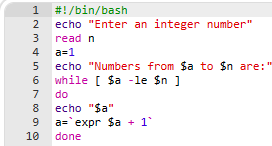 1 #!/bin/bash
2 echo "Enter an integer number"
3 read n
4 a=1
5 echo "Numbers from $a to $n are:"
6 while [ $a -le $n ]
7 do
8 echo "$a"
9 a=`expr $a + 1`
10 done